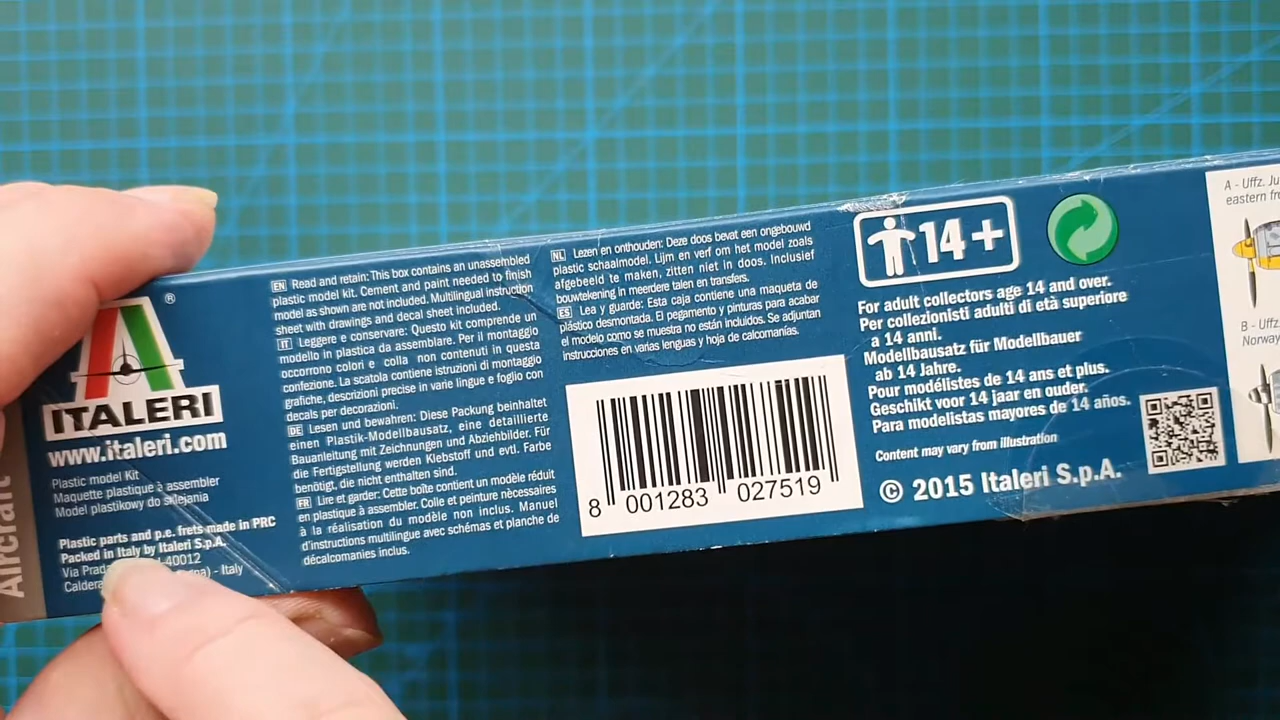 Aircraft
ITALERI
®
www.italeri.com
Plastic model Kit
Maquette plastique à assembler
Model plastikowy do sklejania
Plastic parts and p.e. frets made in PRC
Packed in Italy by Italeri S.p.A.
Via 40012
- Italy
EN Read and retain: This box contains an unassembled
plastic model kit. Cement and paint needed to finish
model as shown are not included. Multilingual instruction
sheet with drawings and decal sheet included.
IT Leggere e conservare: Questo kit comprende un
modello in plastica da assemblare. Per il montaggio
occorrono colori e colla non contenuti in questa
confezione. La scatola contiene istruzioni di montaggio
grafiche, descrizioni precise in varie lingue e foglio con
decals per decorazioni.
DE Lesen und bewahren: Diese Packung beinhaltet
einen Plastik-Modellbausatz, eine detaillierte
Bauanleitung mit Zeichnungen und Abziehbilder. Für
die Fertigstellung werden Klebstoff und evtl. Farbe
benötigt, die nicht enthalten sind.
FR Lire et garder: Cette boîte contient un modèle réduit
en plastique à assembler. Colle et peinture nècessaires
à la réalisation du modèle non inclus. Manuel
d'instructions multilingue avec schémas et planche de
décalcomanies inclus.
NL Lezen en onthouden: Deze doos bevat een ongebouwd
plastic schaalmodel. Lijm en verf om het model zoals
afgebeeld te maken, zitten niet in doos. Inclusief
bouwtekening in meerdere talen en transfers.
ES Lea y guarde: Esta caja contiene una maqueta de
plástico desmontada. El pegamento y pinturas para acabar
el modelo como se muestra no están incluidos. Se adjuntan
instrucciones en varias lenguas y hoja de calcomanías.
8 001283 027519
14+
For adult collectors age 14 and over.
Per collezionisti adulti di età superiore
a 14 anni.
Modellbausatz für Modellbauer
ab 14 Jahre.
Pour modélistes de 14 ans et plus.
Geschikt voor 14 jaar en ouder.
Para modelistas mayores de 14 años.
Content may vary from illustration
© 2015 Italeri S.p.A.
A - Uffz.
eastern
B - Uffz
Norway